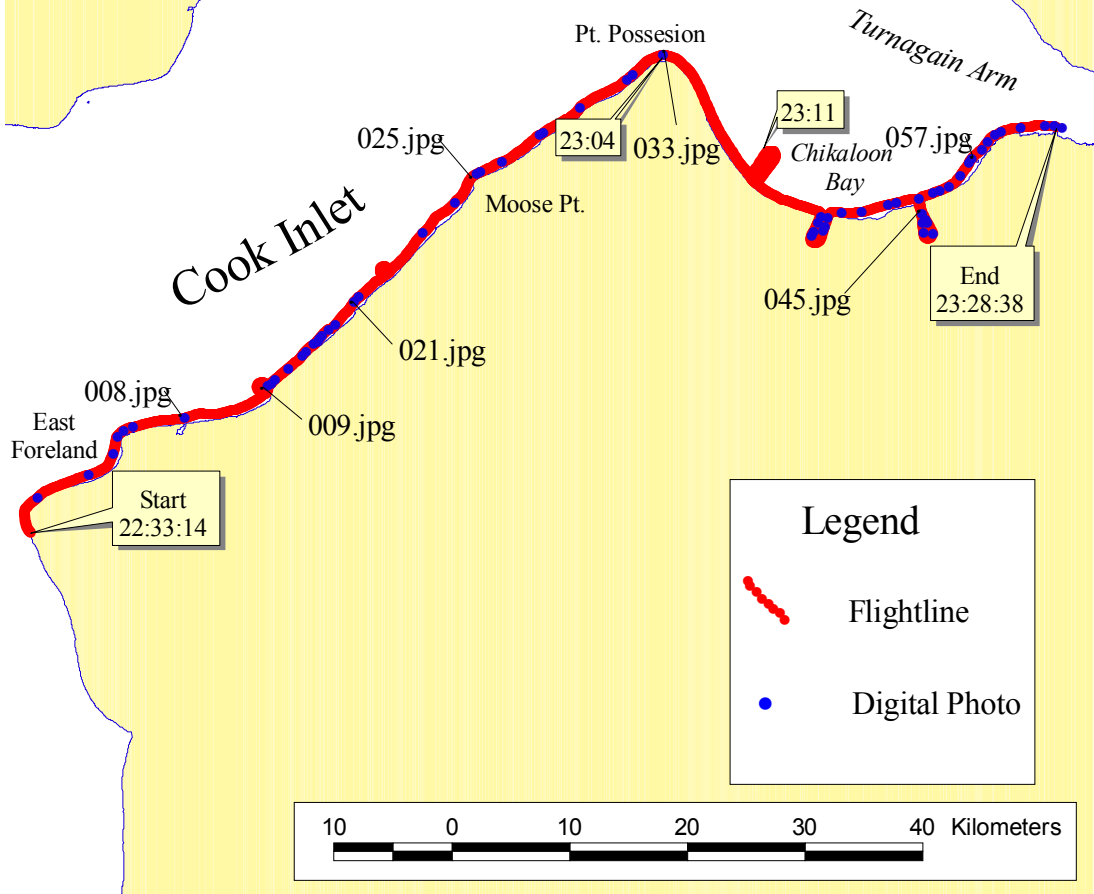 Turnagain Arm
Pt. Possesion
23:11
025.jpg
23:04
033.jpg
057.jpg
Chikaloon
Bay
Moose Pt.
Cook Inlet
End
23:28:38
045.jpg
021.jpg
008.jpg
009.jpg
East
Foreland
Start
22:33:14
Legend
Flightline
Digital Photo
10 0 10 20 30 40 Kilometers